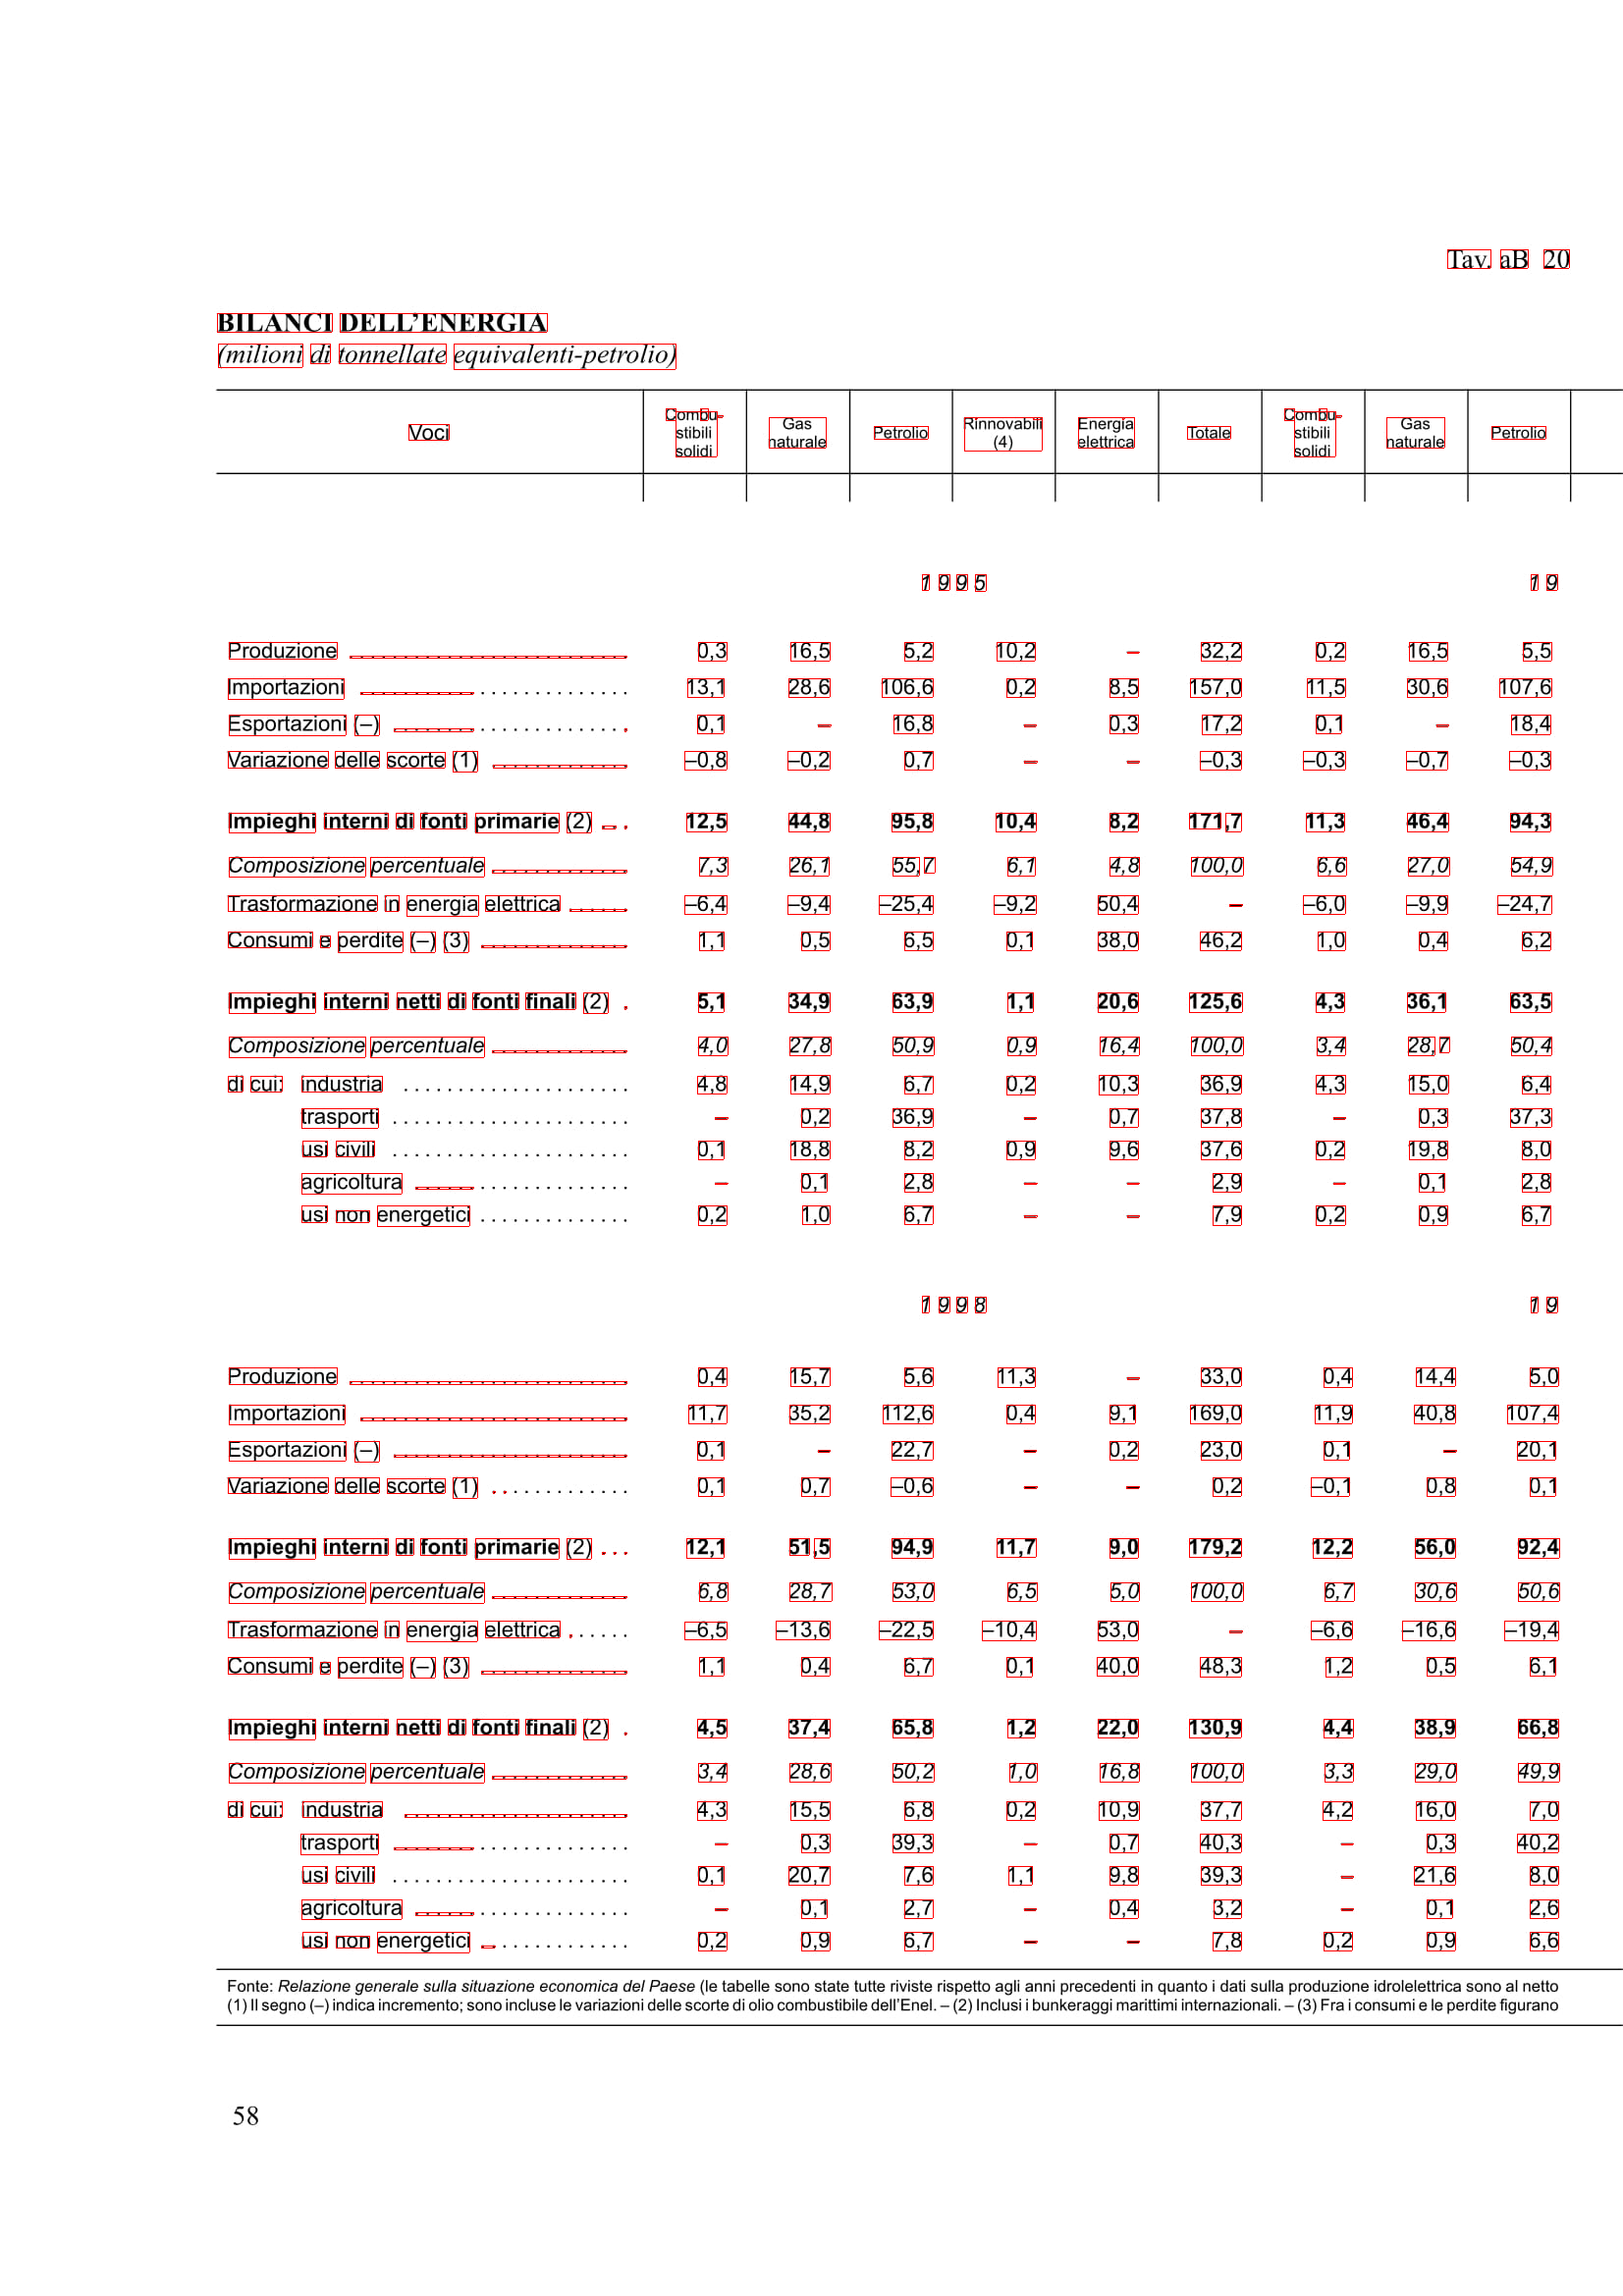 Tav. aB 20
BILANCI DELL’ENERGIA
(milioni di tonnellate equivalenti-petrolio)
Voci Combu- stibili solidi Gas naturale Petrolio Rinnovabili (4) Energia elettrica Totale Combu- stibili solidi Gas naturale Petrolio
1 9 9 5 1 9
Produzione . . . . . . . . . . . . . . . . . . . . . . . . . . 0,3 16,5 5,2 10,2 – 32,2 0,2 16,5 5,5
Importazioni . . . . . . . . . . . . . . . . . . . . . . . . . 13,1 28,6 106,6 0,2 8,5 157,0 11,5 30,6 107,6
Esportazioni (–) . . . . . . . . . . . . . . . . . . . . . . 0,1 – 16,8 – 0,3 17,2 0,1 – 18,4
Variazione delle scorte (1) . . . . . . . . . . . . . –0,8 –0,2 0,7 – – –0,3 –0,3 –0,7 –0,3
Impieghi interni di fonti primarie (2) . . . 12,5 44,8 95,8 10,4 8,2 171,7 11,3 46,4 94,3
Composizione percentuale . . . . . . . . . . . . . 7,3 26,1 55,7 6,1 4,8 100,0 6,6 27,0 54,9
Trasformazione in energia elettrica . . . . . . –6,4 –9,4 –25,4 –9,2 50,4 – –6,0 –9,9 –24,7
Consumi e perdite (–) (3) . . . . . . . . . . . . . . 1,1 0,5 6,5 0,1 38,0 46,2 1,0 0,4 6,2
Impieghi interni netti di fonti finali (2) . 5,1 34,9 63,9 1,1 20,6 125,6 4,3 36,1 63,5
Composizione percentuale . . . . . . . . . . . . . 4,0 27,8 50,9 0,9 16,4 100,0 3,4 28,7 50,4
di cui: industria . . . . . . . . . . . . . . . . . . . . . 4,8 14,9 6,7 0,2 10,3 36,9 4,3 15,0 6,4
trasporti . . . . . . . . . . . . . . . . . . . . . . – 0,2 36,9 – 0,7 37,8 – 0,3 37,3
usi civili . . . . . . . . . . . . . . . . . . . . . . 0,1 18,8 8,2 0,9 9,6 37,6 0,2 19,8 8,0
agricoltura . . . . . . . . . . . . . . . . . . . . – 0,1 2,8 – – 2,9 – 0,1 2,8
usi non energetici . . . . . . . . . . . . . . 0,2 1,0 6,7 – – 7,9 0,2 0,9 6,7
1 9 9 8 1 9
Produzione . . . . . . . . . . . . . . . . . . . . . . . . . . 0,4 15,7 5,6 11,3 – 33,0 0,4 14,4 5,0
Importazioni . . . . . . . . . . . . . . . . . . . . . . . . . 11,7 35,2 112,6 0,4 9,1 169,0 11,9 40,8 107,4
Esportazioni (–) . . . . . . . . . . . . . . . . . . . . . . 0,1 – 22,7 – 0,2 23,0 0,1 – 20,1
Variazione delle scorte (1) . . . . . . . . . . . . . 0,1 0,7 –0,6 – – 0,2 –0,1 0,8 0,1
Impieghi interni di fonti primarie (2) . . . 12,1 51,5 94,9 11,7 9,0 179,2 12,2 56,0 92,4
Composizione percentuale . . . . . . . . . . . . . 6,8 28,7 53,0 6,5 5,0 100,0 6,7 30,6 50,6
Trasformazione in energia elettrica . . . . . . –6,5 –13,6 –22,5 –10,4 53,0 – –6,6 –16,6 –19,4
Consumi e perdite (–) (3) . . . . . . . . . . . . . . 1,1 0,4 6,7 0,1 40,0 48,3 1,2 0,5 6,1
Impieghi interni netti di fonti finali (2) . 4,5 37,4 65,8 1,2 22,0 130,9 4,4 38,9 66,8
Composizione percentuale . . . . . . . . . . . . . 3,4 28,6 50,2 1,0 16,8 100,0 3,3 29,0 49,9
di cui: industria . . . . . . . . . . . . . . . . . . . . . 4,3 15,5 6,8 0,2 10,9 37,7 4,2 16,0 7,0
trasporti . . . . . . . . . . . . . . . . . . . . . . – 0,3 39,3 – 0,7 40,3 – 0,3 40,2
usi civili . . . . . . . . . . . . . . . . . . . . . . 0,1 20,7 7,6 1,1 9,8 39,3 – 21,6 8,0
agricoltura . . . . . . . . . . . . . . . . . . . . – 0,1 2,7 – 0,4 3,2 – 0,1 2,6
usi non energetici . . . . . . . . . . . . . . 0,2 0,9 6,7 – – 7,8 0,2 0,9 6,6
Fonte: Relazione generale sulla situazione economica del Paese (le tabelle sono state tutte riviste rispetto agli anni precedenti in quanto i dati sulla produzione idrolelettrica sono al netto
(1) Il segno (–) indica incremento; sono incluse le variazioni delle scorte di olio combustibile dell’Enel. – (2) Inclusi i bunkeraggi marittimi internazionali. – (3) Fra i consumi e le perdite figurano
58